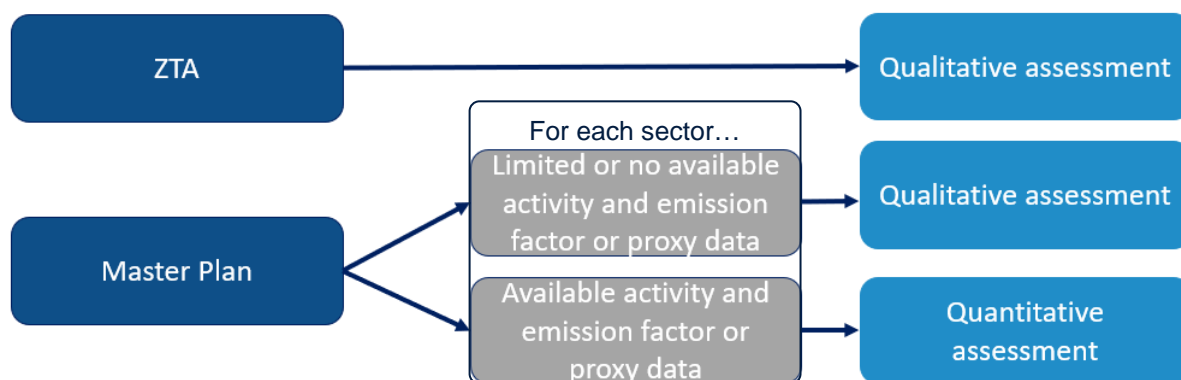 ZTA
Qualitative assessment
For each sector…
Limited or no available
activity and emission
factor or proxy data
Qualitative assessment
Master Plan
Available activity and
emission factor or
proxy data
Quantitative
assessment